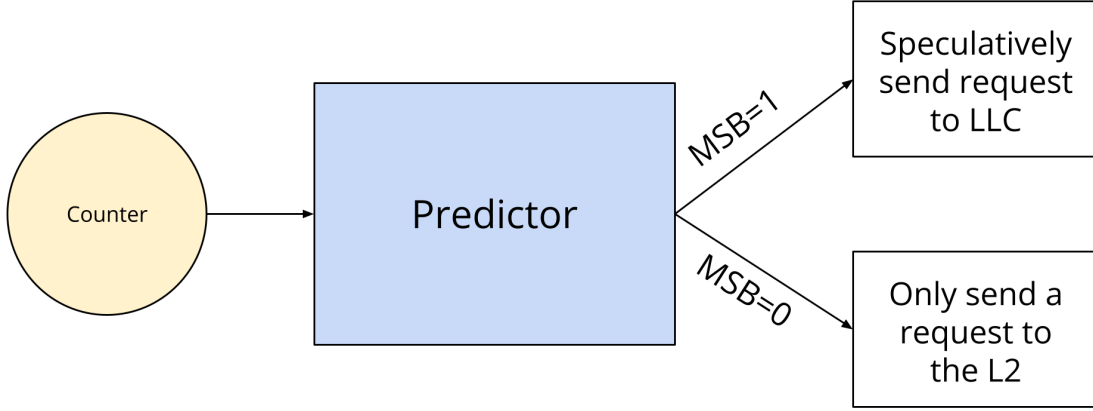 Counter
Predictor
MSB=1
MSB=0
Speculatively
send request
to LLC
Only send a
request to
the L2